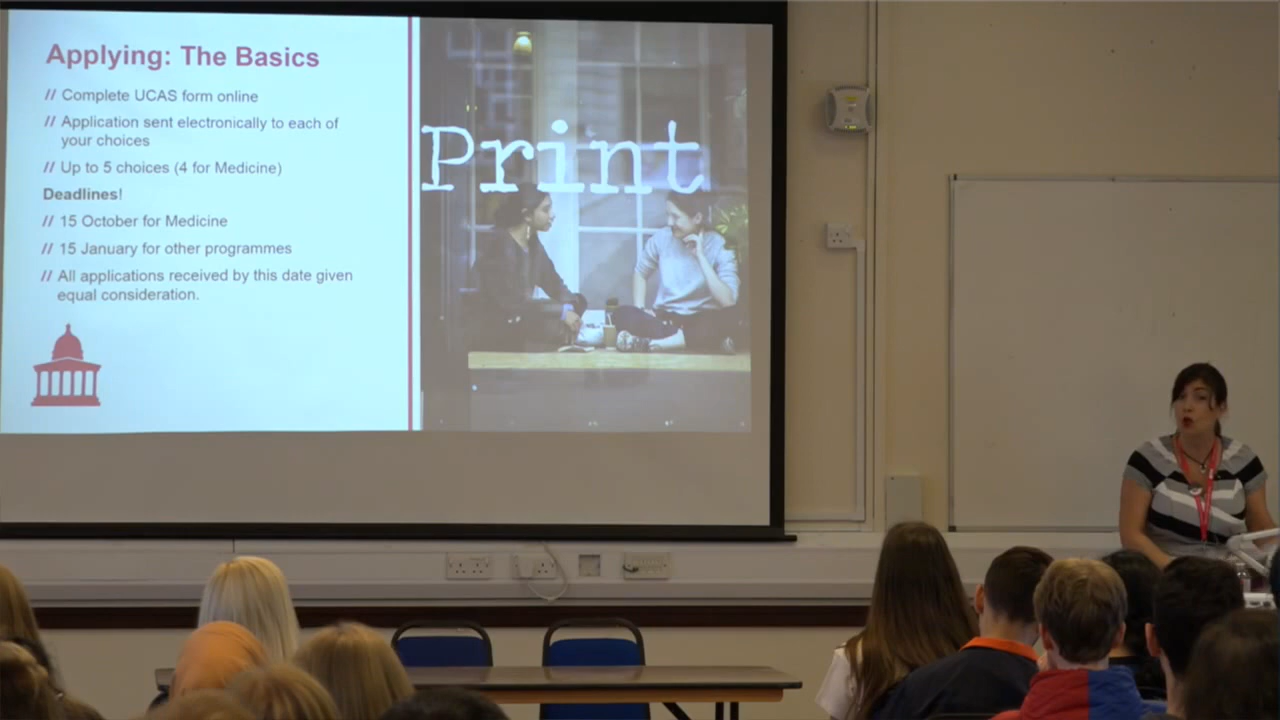 Applying: The Basics
// Complete UCAS form online
// Application sent electronically to each of
your choices
// Up to 5 choices (4 for Medicine)
Deadlines!
// 15 October for Medicine
// 15 January for other programmes
// All applications received by this date given
equal consideration.
Print